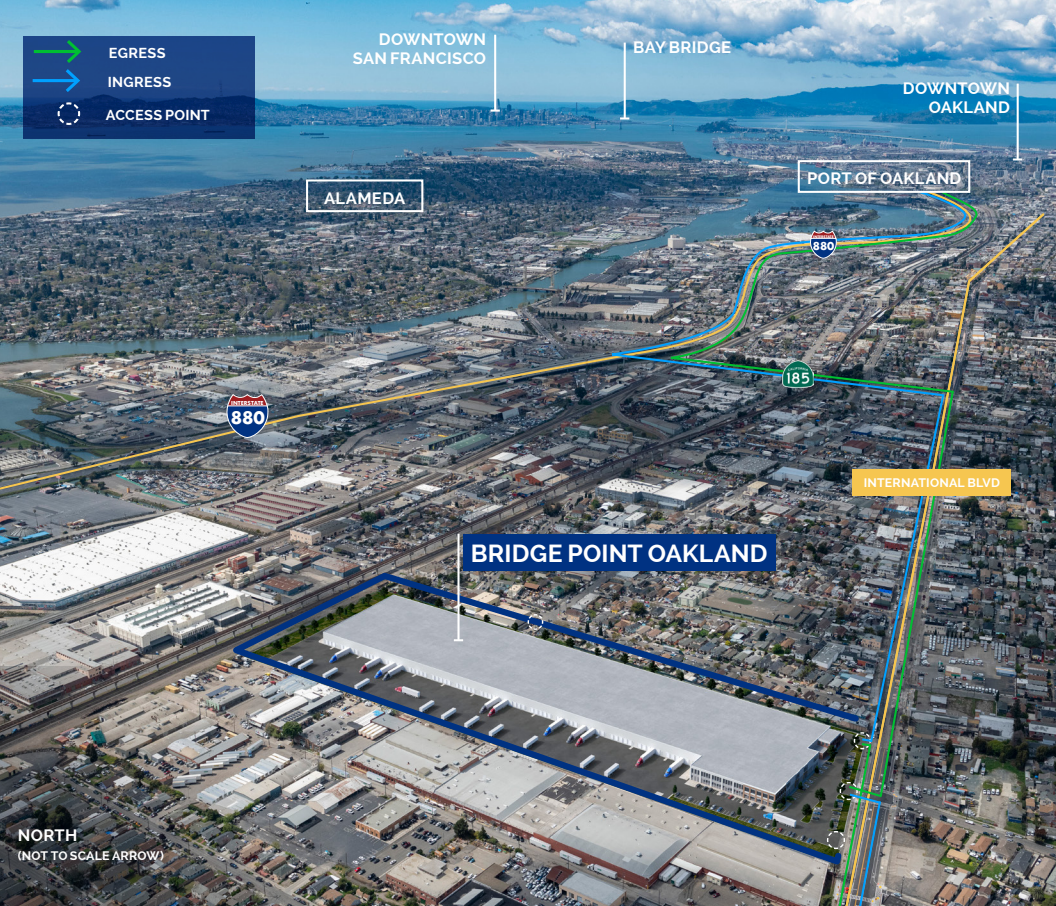 EGRESS
INGRESS
ACCESS POINT
DOWNTOWN
SAN FRANCISCO
BAY BRIDGE
DOWNTOWN
OAKLAND
ALAMEDA
PORT OF OAKLAND
INTERSTATE
880
CALIFORNIA
185
INTERSTATE
880
INTERNATIONAL BLVD
BRIDGE POINT OAKLAND
NORTH
(NOT TO SCALE ARROW)